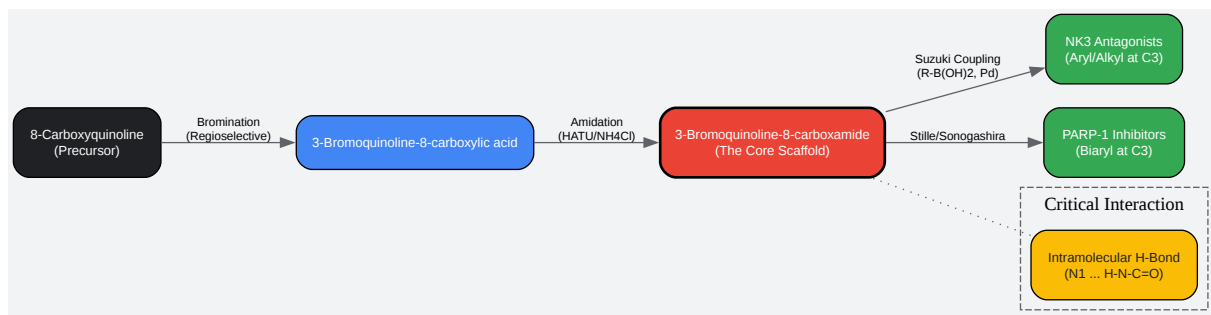 8-Carboxyquinoline
(Precursor)
Bromination
(Regioselective)
3-Bromoquinoline-8-carboxylic acid
Amidation
(HATU/NH4Cl)
3-Bromoquinoline-8-carboxamide
(The Core Scaffold)
Suzuki Coupling
(R-B(OH)2, Pd)
NK3 Antagonists
(Aryl/Alkyl at C3)
Stille/Sonogashira
PARP-1 Inhibitors
(Biaryl at C3)
Critical Interaction
Intramolecular H-Bond
(N1 ... H-N-C=O)